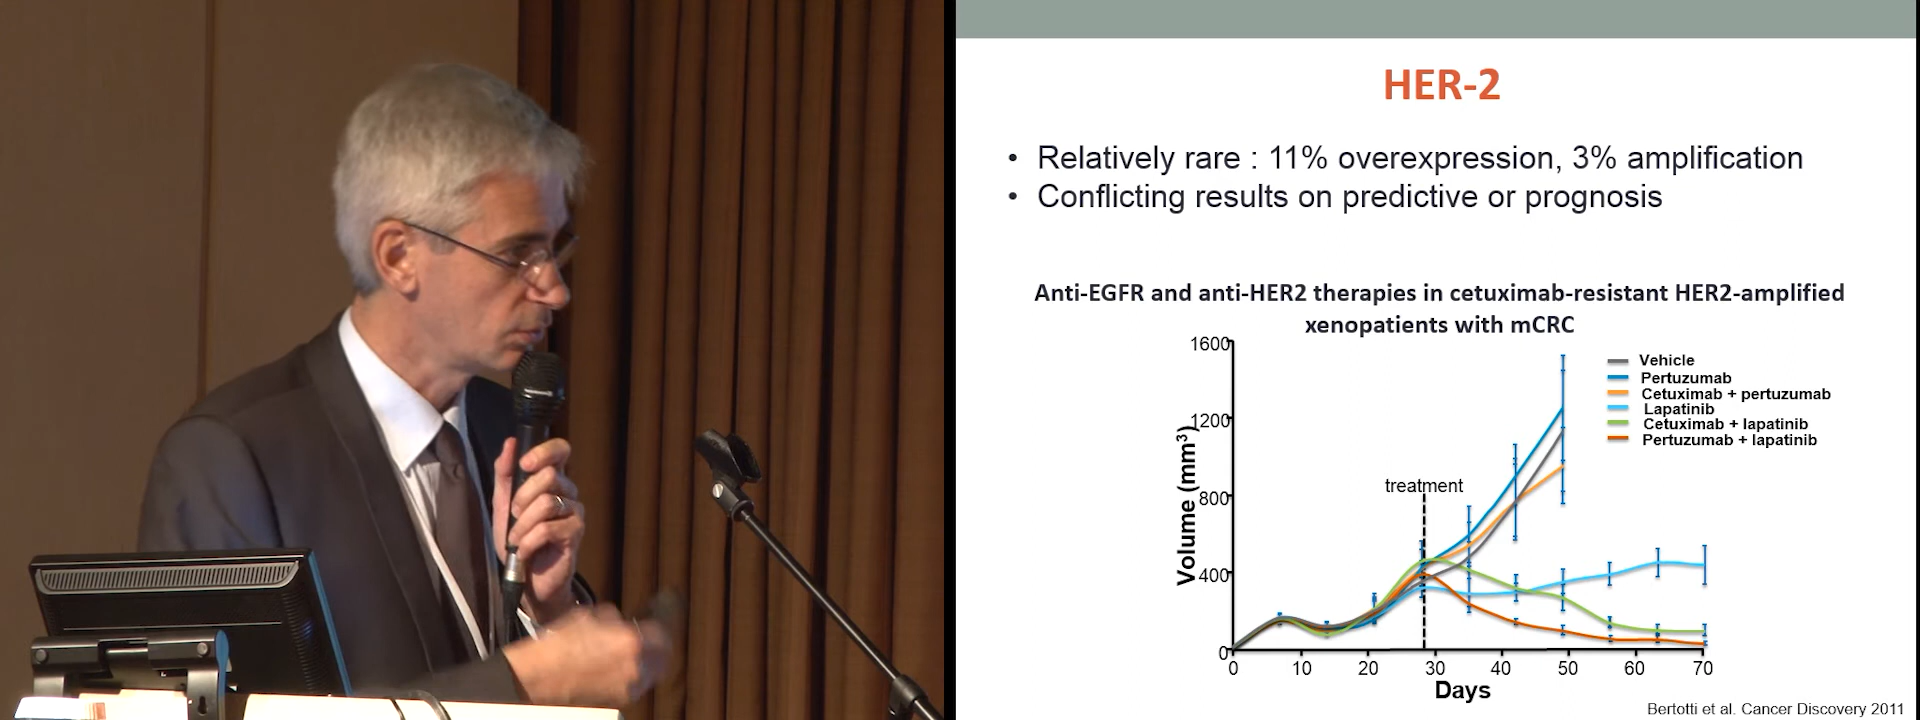 HER-2
• Relatively rare : 11% overexpression, 3% amplification
• Conflicting results on predictive or prognosis
Anti-EGFR and anti-HER2 therapies in cetuximab-resistant HER2-amplified
xenopatients with mCRC
1600
1200
800
400
0
Volume (mm³)
treatment
Vehicle
Pertuzumab
Cetuximab + pertuzumab
Lapatinib
Cetuximab + lapatinib
Pertuzumab + lapatinib
0 10 20 30 40 50 60 70
Days
Bertotti et al. Cancer Discovery 2011